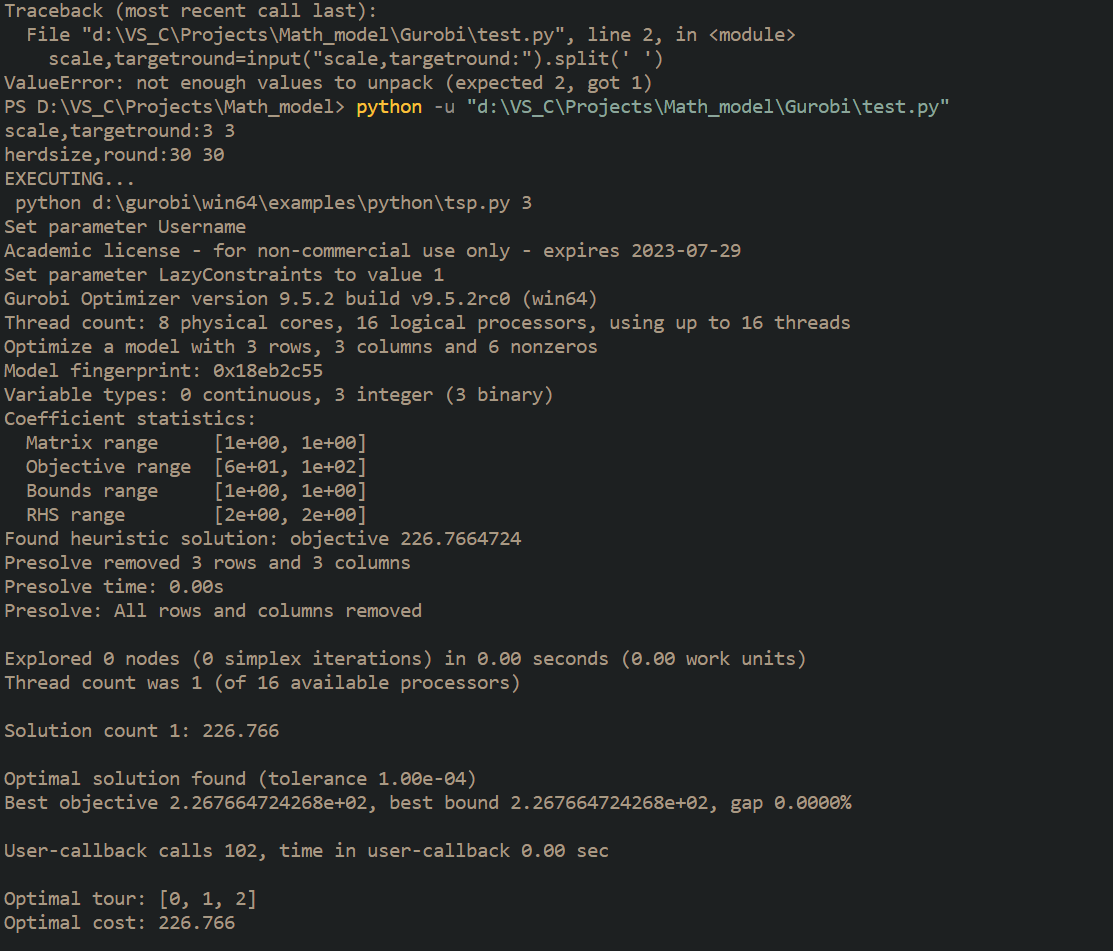 Traceback (most recent call last):
  File "d:\VS_C\Projects\Math_model\Gurobi\test.py", line 2, in <module>
    scale,targetround=input("scale,targetround:").split(' ')
ValueError: not enough values to unpack (expected 2, got 1)
PS D:\VS_C\Projects\Math_model> python -u "d:\VS_C\Projects\Math_model\Gurobi\test.py"
scale,targetround:3 3
herdsize,round:30 30
EXECUTING...
 python d:\gurobi\win64\examples\python\tsp.py 3
Set parameter Username
Academic license - for non-commercial use only - expires 2023-07-29
Set parameter LazyConstraints to value 1
Gurobi Optimizer version 9.5.2 build v9.5.2rc0 (win64)
Thread count: 8 physical cores, 16 logical processors, using up to 16 threads
Optimize a model with 3 rows, 3 columns and 6 nonzeros
Model fingerprint: 0x18eb2c55
Variable types: 0 continuous, 3 integer (3 binary)
Coefficient statistics:
  Matrix range     [1e+00, 1e+00]
  Objective range  [6e+01, 1e+02]
  Bounds range     [1e+00, 1e+00]
  RHS range        [2e+00, 2e+00]
Found heuristic solution: objective 226.7664724
Presolve removed 3 rows and 3 columns
Presolve time: 0.00s
Presolve: All rows and columns removed

Explored 0 nodes (0 simplex iterations) in 0.00 seconds (0.00 work units)
Thread count was 1 (of 16 available processors)

Solution count 1: 226.766

Optimal solution found (tolerance 1.00e-04)
Best objective 2.267664724268e+02, best bound 2.267664724268e+02, gap 0.0000%

User-callback calls 102, time in user-callback 0.00 sec

Optimal tour: [0, 1, 2]
Optimal cost: 226.766